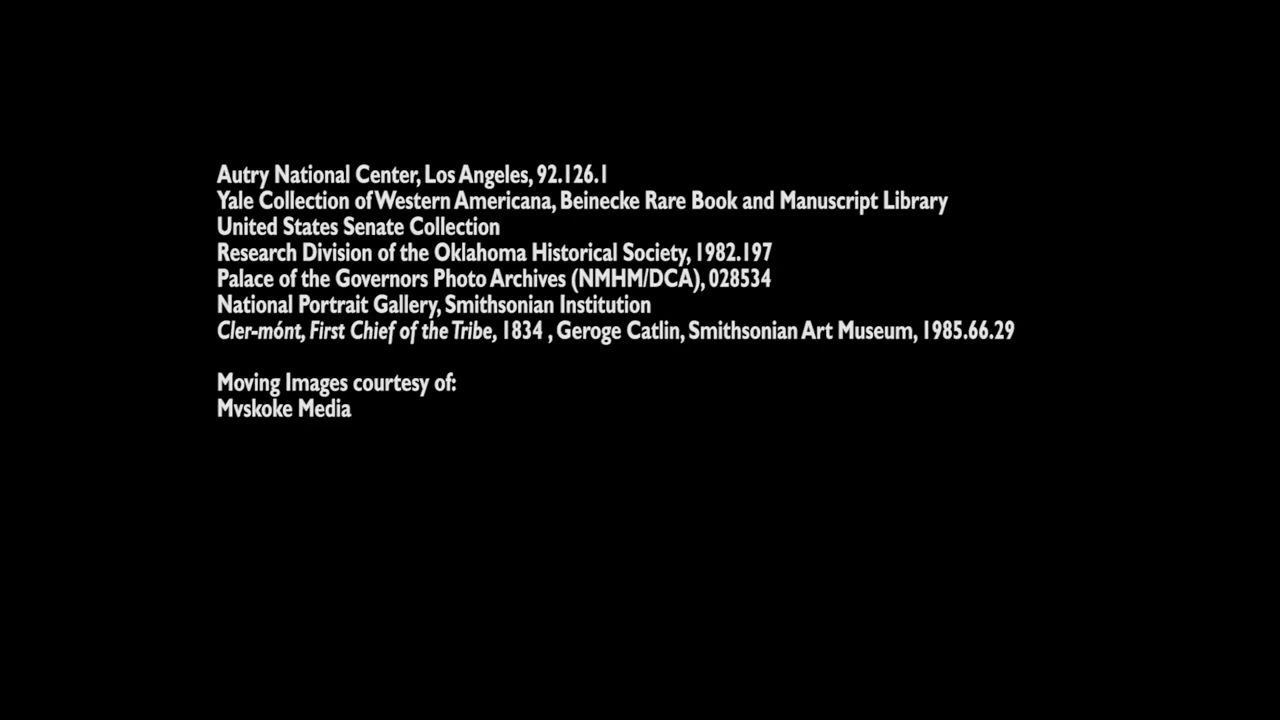 Autry National Center, Los Angeles, 92.126.1
Yale Collection of Western Americana, Beinecke Rare Book and Manuscript Library
United States Senate Collection
Research Division of the Oklahoma Historical Society, 1982.197
Palace of the Governors Photo Archives (NMHM/DCA), 028534
National Portrait Gallery, Smithsonian Institution
Cler-mónt, First Chief of the Tribe, 1834 , Geroge Catlin, Smithsonian Art Museum, 1985.66.29
Moving Images courtesy of:
Mvskoke Media